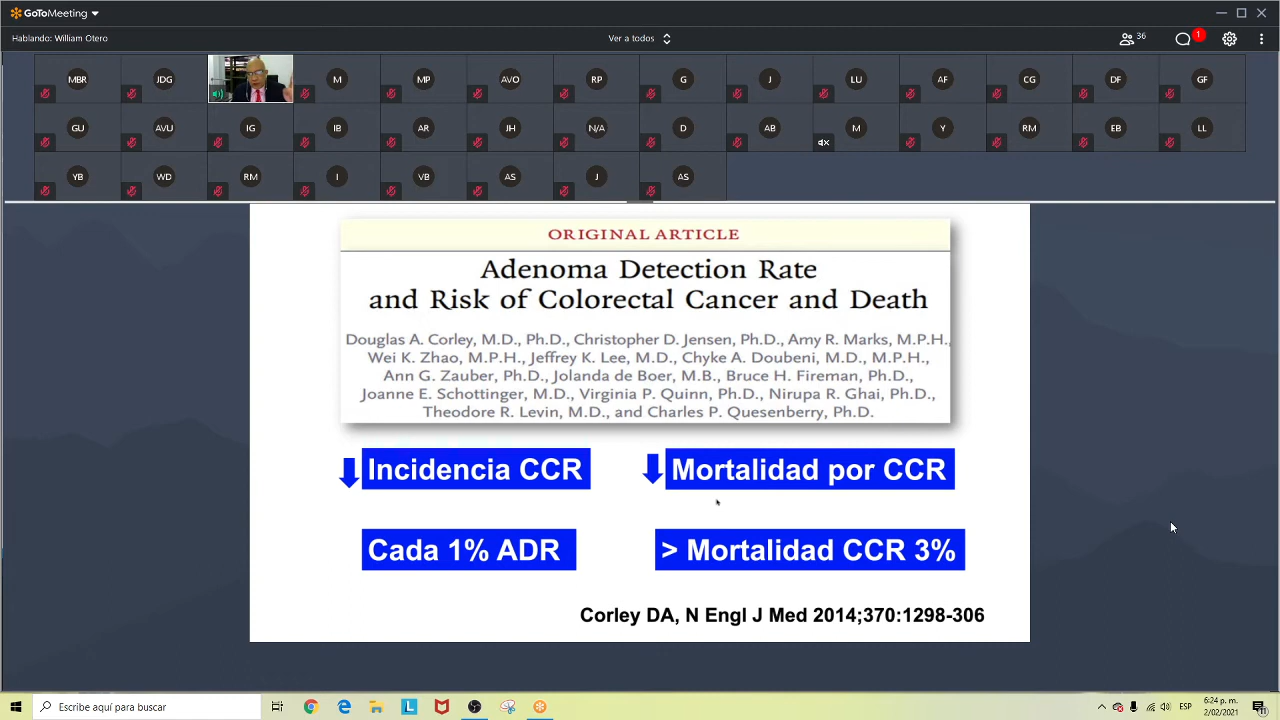 GoToMeeting
Hablando: William Otero
Ver a todos
36
1
MBR
JDG
M
MP
AVO
RP
G
J
LU
AF
CG
DF
GF
GU
AVU
IG
IB
AR
JH
N/A
D
AB
M
Y
RM
EB
LL
YB
WD
RM
I
VB
AS
J
AS
ORIGINAL ARTICLE
Adenoma Detection Rate
and Risk of Colorectal Cancer and Death
Douglas A. Corley, M.D., Ph.D., Christopher D. Jensen, Ph.D., Amy R. Marks, M.P.H.,
Wei K. Zhao, M.P.H., Jeffrey K. Lee, M.D., Chyke A. Doubeni, M.D., M.P.H.,
Ann G. Zauber, Ph.D., Jolanda de Boer, M.B., Bruce H. Fireman, Ph.D.,
Joanne E. Schottinger, M.D., Virginia P. Quinn, Ph.D., Nirupa R. Ghai, Ph.D.,
Theodore R. Levin, M.D., and Charles P. Quesenberry, Ph.D.
Incidencia CCR
Mortalidad por CCR
Cada 1% ADR
> Mortalidad CCR 3%
Corley DA, N Engl J Med 2014;370:1298-306
Escribe aquí para buscar
L
ESP
6:24 p. m.
2/02/2021